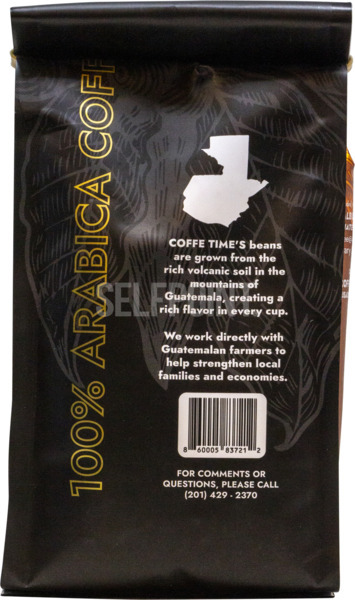 100% ARABICA COFF
COFFE TIME'S beans
are grown from the
rich volcanic soil in the
mountains of
Guatemala, creating a
rich flavor in every cup.
We work directly with
Guatemalan farmers to
help strengthen local
families and economies.
8 60005 83721 2
FOR COMMENTS OR
QUESTIONS, PLEASE CALL
(201) 429 - 2370